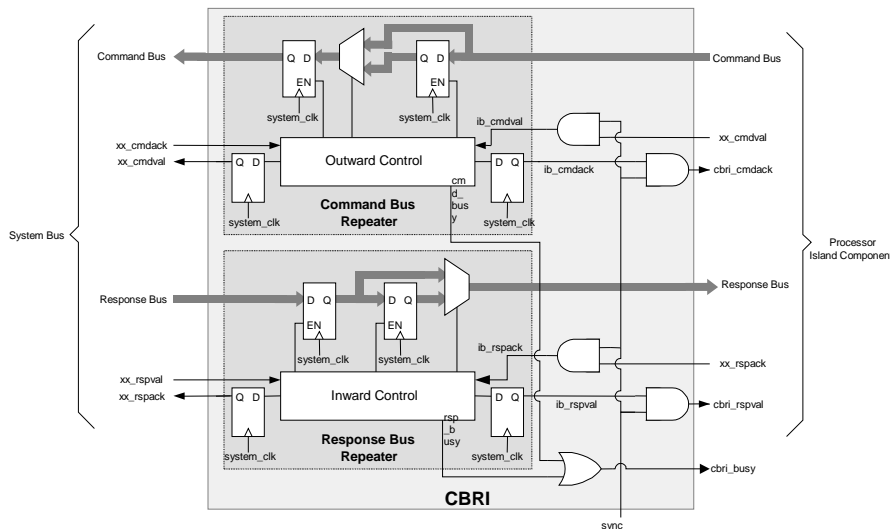 Command Bus
Q D
EN
system_clk
Q D
EN
system_clk
Command Bus
ib_cmdval
xx_cmdack
xx_cmdval
xx_cmdval
Q D
system_clk
Outward Control
cm
d_
bus
y
D Q
system_clk
ib_cmdack
cbri_cmdack
Command Bus
Repeater
System Bus
Processor
Island Componen
Response Bus
D Q
EN
system_clk
D Q
EN
system_clk
Response Bus
ib_rspack
xx_rspack
xx_rspval
xx_rspack
Q D
system_clk
Inward Control
rsp
_b
usy
D Q
system_clk
ib_rspval
cbri_rspval
Response Bus
Repeater
cbri_busy
CBRI
sync